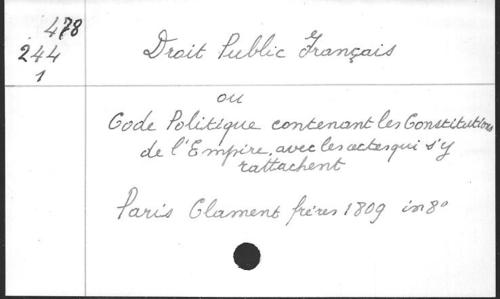 478
244
1
Droit Public Français
ou
Code Politique contenant les Constitutions
de l'Empire, avec les actes qui s'y
rattachent
Paris Clament frères 1809 in 8°